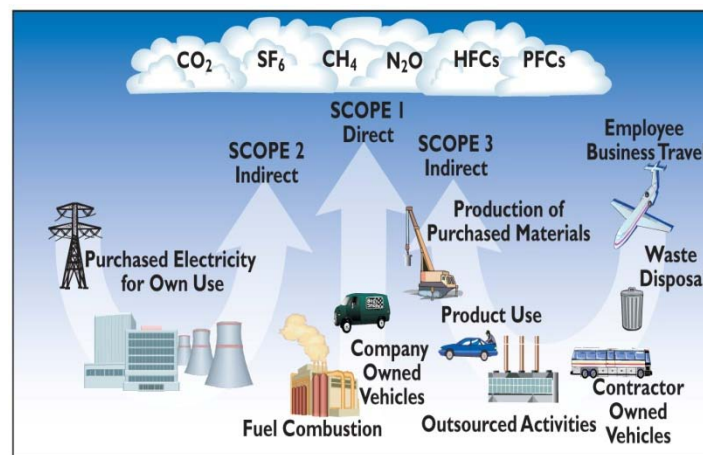 CO₂ SF₆ CH₄ N₂O HFCs PFCs
SCOPE 1
Direct
SCOPE 2
Indirect
SCOPE 3
Indirect
Employee
Business Travel
Production of
Purchased Materials
Purchased Electricity
for Own Use
Waste
Disposal
Product Use
Company
Owned
Vehicles
Fuel Combustion
Outsourced Activities
Contractor
Owned
Vehicles